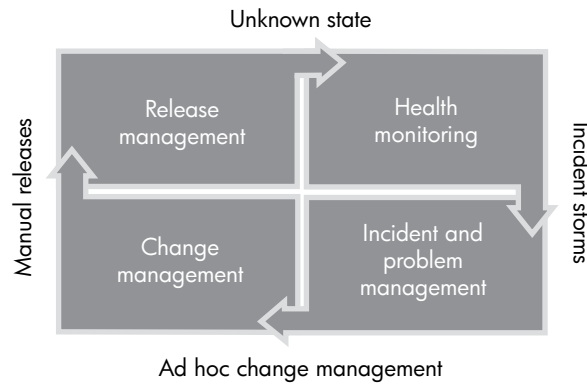 Unknown state
Release
management
Health
monitoring
Manual releases
Incident storms
Change
management
Incident and
problem
management
Ad hoc change management